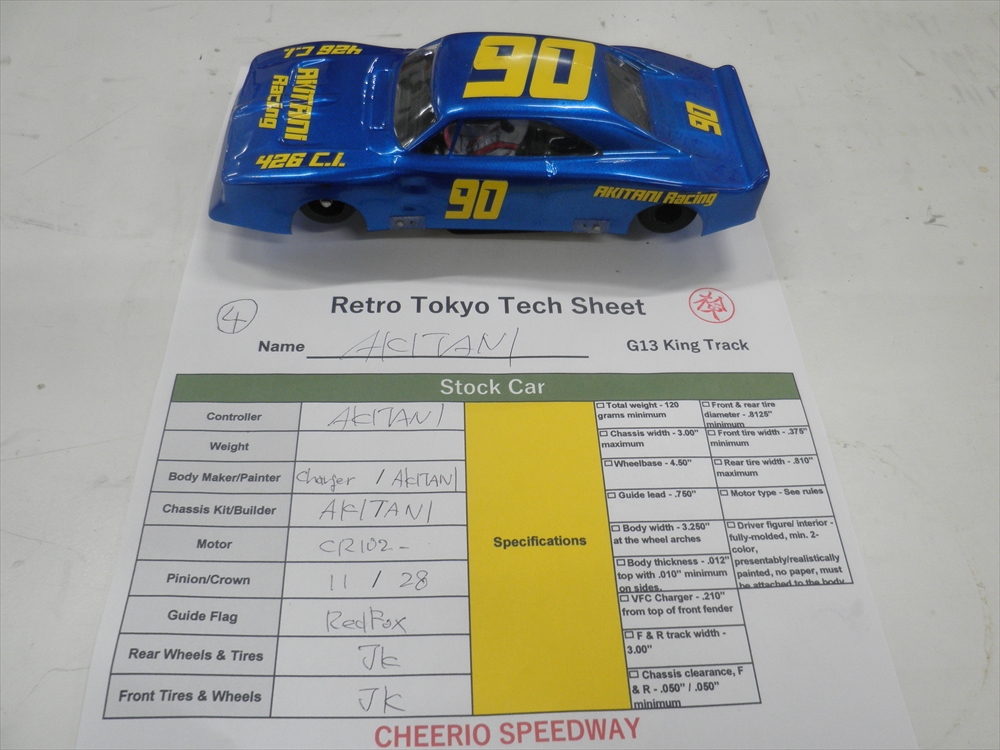 426 C.I.
AKITANI
Racing
426 C.I.
90
90
90
AKITANI Racing
④
Retro Tokyo Tech Sheet
Name AKITANI
G13 King Track
Stock Car
Controller AKITANI
Weight
Body Maker/Painter Charger / AKITANI
Chassis Kit/Builder AKITANI
Motor CR102-
Pinion/Crown 11 / 28
Guide Flag RedFox
Rear Wheels & Tires JK
Front Tires & Wheels JK
Specifications
☐ Total weight - 120
grams minimum
☐ Chassis width - 3.00"
maximum
☐ Wheelbase - 4.50"
☐ Guide lead - .750"
☐ Body width - 3.250"
at the wheel arches
☐ Body thickness - .012"
top with .010" minimum
on sides.
☐ VFC Charger - .210"
from top of front fender
☐ F & R track width -
3.00"
☐ Chassis clearance, F
& R - .050" / .050"
minimum
☐ Front & rear tire
diameter - .8125"
minimum
☐ Front tire width - .375"
minimum
☐ Rear tire width - .810"
maximum
☐ Motor type - See rules
☐ Driver figure/ interior -
fully-molded, min. 2-
color,
presentably/realistically
painted, no paper, must
be attached to the body
CHEERIO SPEEDWAY